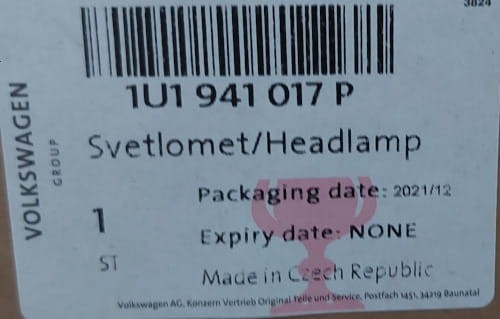 3824
1U1 941 017 P
VOLKSWAGEN
GROUP
Svetlomet/Headlamp
Packaging date: 2021/12
1
Expiry date: NONE
ST
Made in Czech Republic
Volkswagen AG, Konzern Vertrieb Original Teile und Service, Postfach 1451, 34219 Baunatal